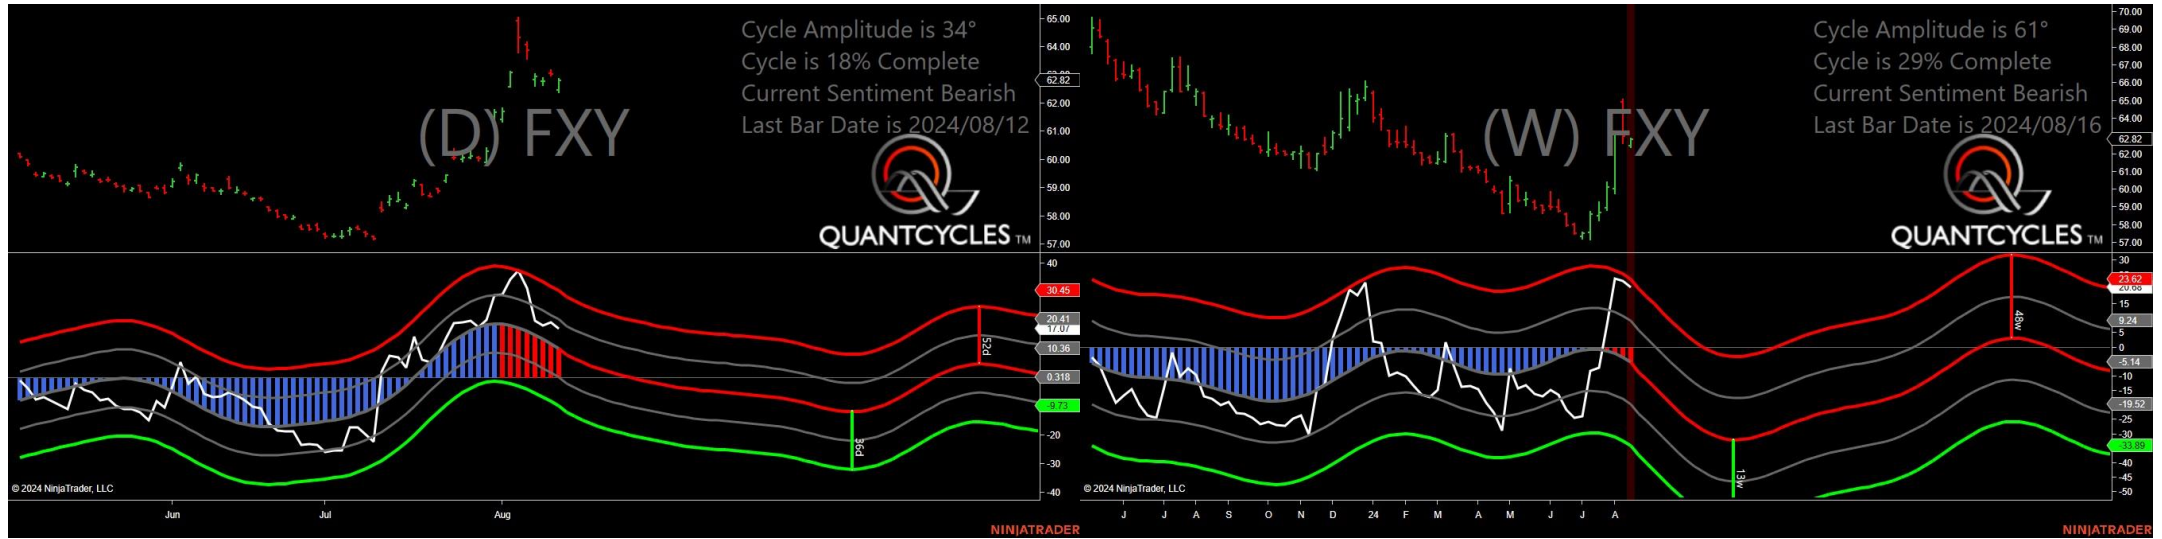 Cycle Amplitude is 34°
Cycle is 18% Complete
Current Sentiment Bearish
Last Bar Date is 2024/08/12
(D) FXY
QUANTCYCLES TM
65.00
64.00
62.82
62.00
61.00
60.00
59.00
58.00
57.00
40
30.45
20.41
17.07
10.36
0.318
-9.73
-20
-30
-40
52d
36d
© 2024 NinjaTrader, LLC
Jun Jul Aug
NINJATRADER
Cycle Amplitude is 61°
Cycle is 29% Complete
Current Sentiment Bearish
Last Bar Date is 2024/08/16
(W) FXY
QUANTCYCLES TM
70.00
69.00
68.00
67.00
66.00
65.00
64.00
62.82
62.00
61.00
60.00
59.00
58.00
57.00
30
23.62
20.68
15
9.24
5
0
-5.14
-10
-15
-19.52
-25
-30
-33.89
-40
-45
-50
48w
13w
© 2024 NinjaTrader, LLC
J J A S O N D 24 F M A M J J A
NINJATRADER